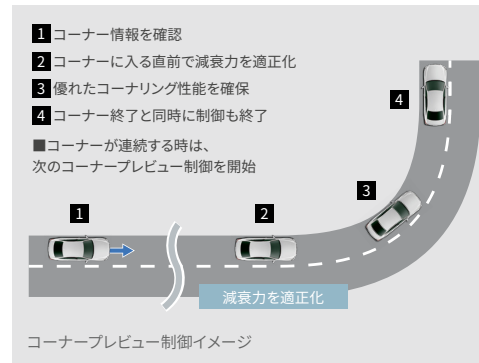 1 コーナー情報を確認
2 コーナーに入る直前で減衰力を適正化
3 優れたコーナリング性能を確保
4 コーナー終了と同時に制御も終了
■コーナーが連続する時は、
次のコーナープレビュー制御を開始
4
3
1
2
減衰力を適正化
コーナープレビュー制御イメージ